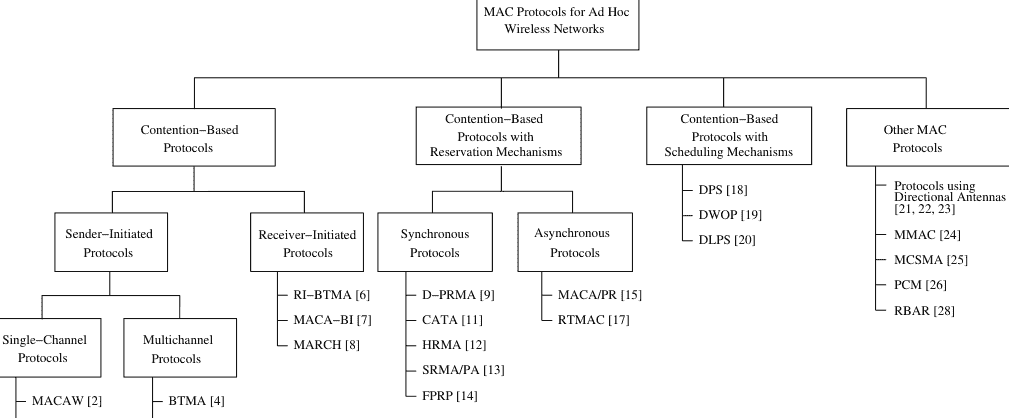 MAC Protocols for Ad Hoc
Wireless Networks
Contention−Based
Protocols
Contention−Based
Protocols with
Reservation Mechanisms
Contention−Based
Protocols with
Scheduling Mechanisms
Other MAC
Protocols
Sender−Initiated
Protocols
Receiver−Initiated
Protocols
Synchronous
Protocols
Asynchronous
Protocols
Single−Channel
Protocols
Multichannel
Protocols
MACAW [2]
BTMA [4]
RI−BTMA [6]
MACA−BI [7]
MARCH [8]
D−PRMA [9]
CATA [11]
HRMA [12]
SRMA/PA [13]
FPRP [14]
MACA/PR [15]
RTMAC [17]
DPS [18]
DWOP [19]
DLPS [20]
Protocols using
Directional Antennas
[21, 22, 23]
MMAC [24]
MCSMA [25]
PCM [26]
RBAR [28]